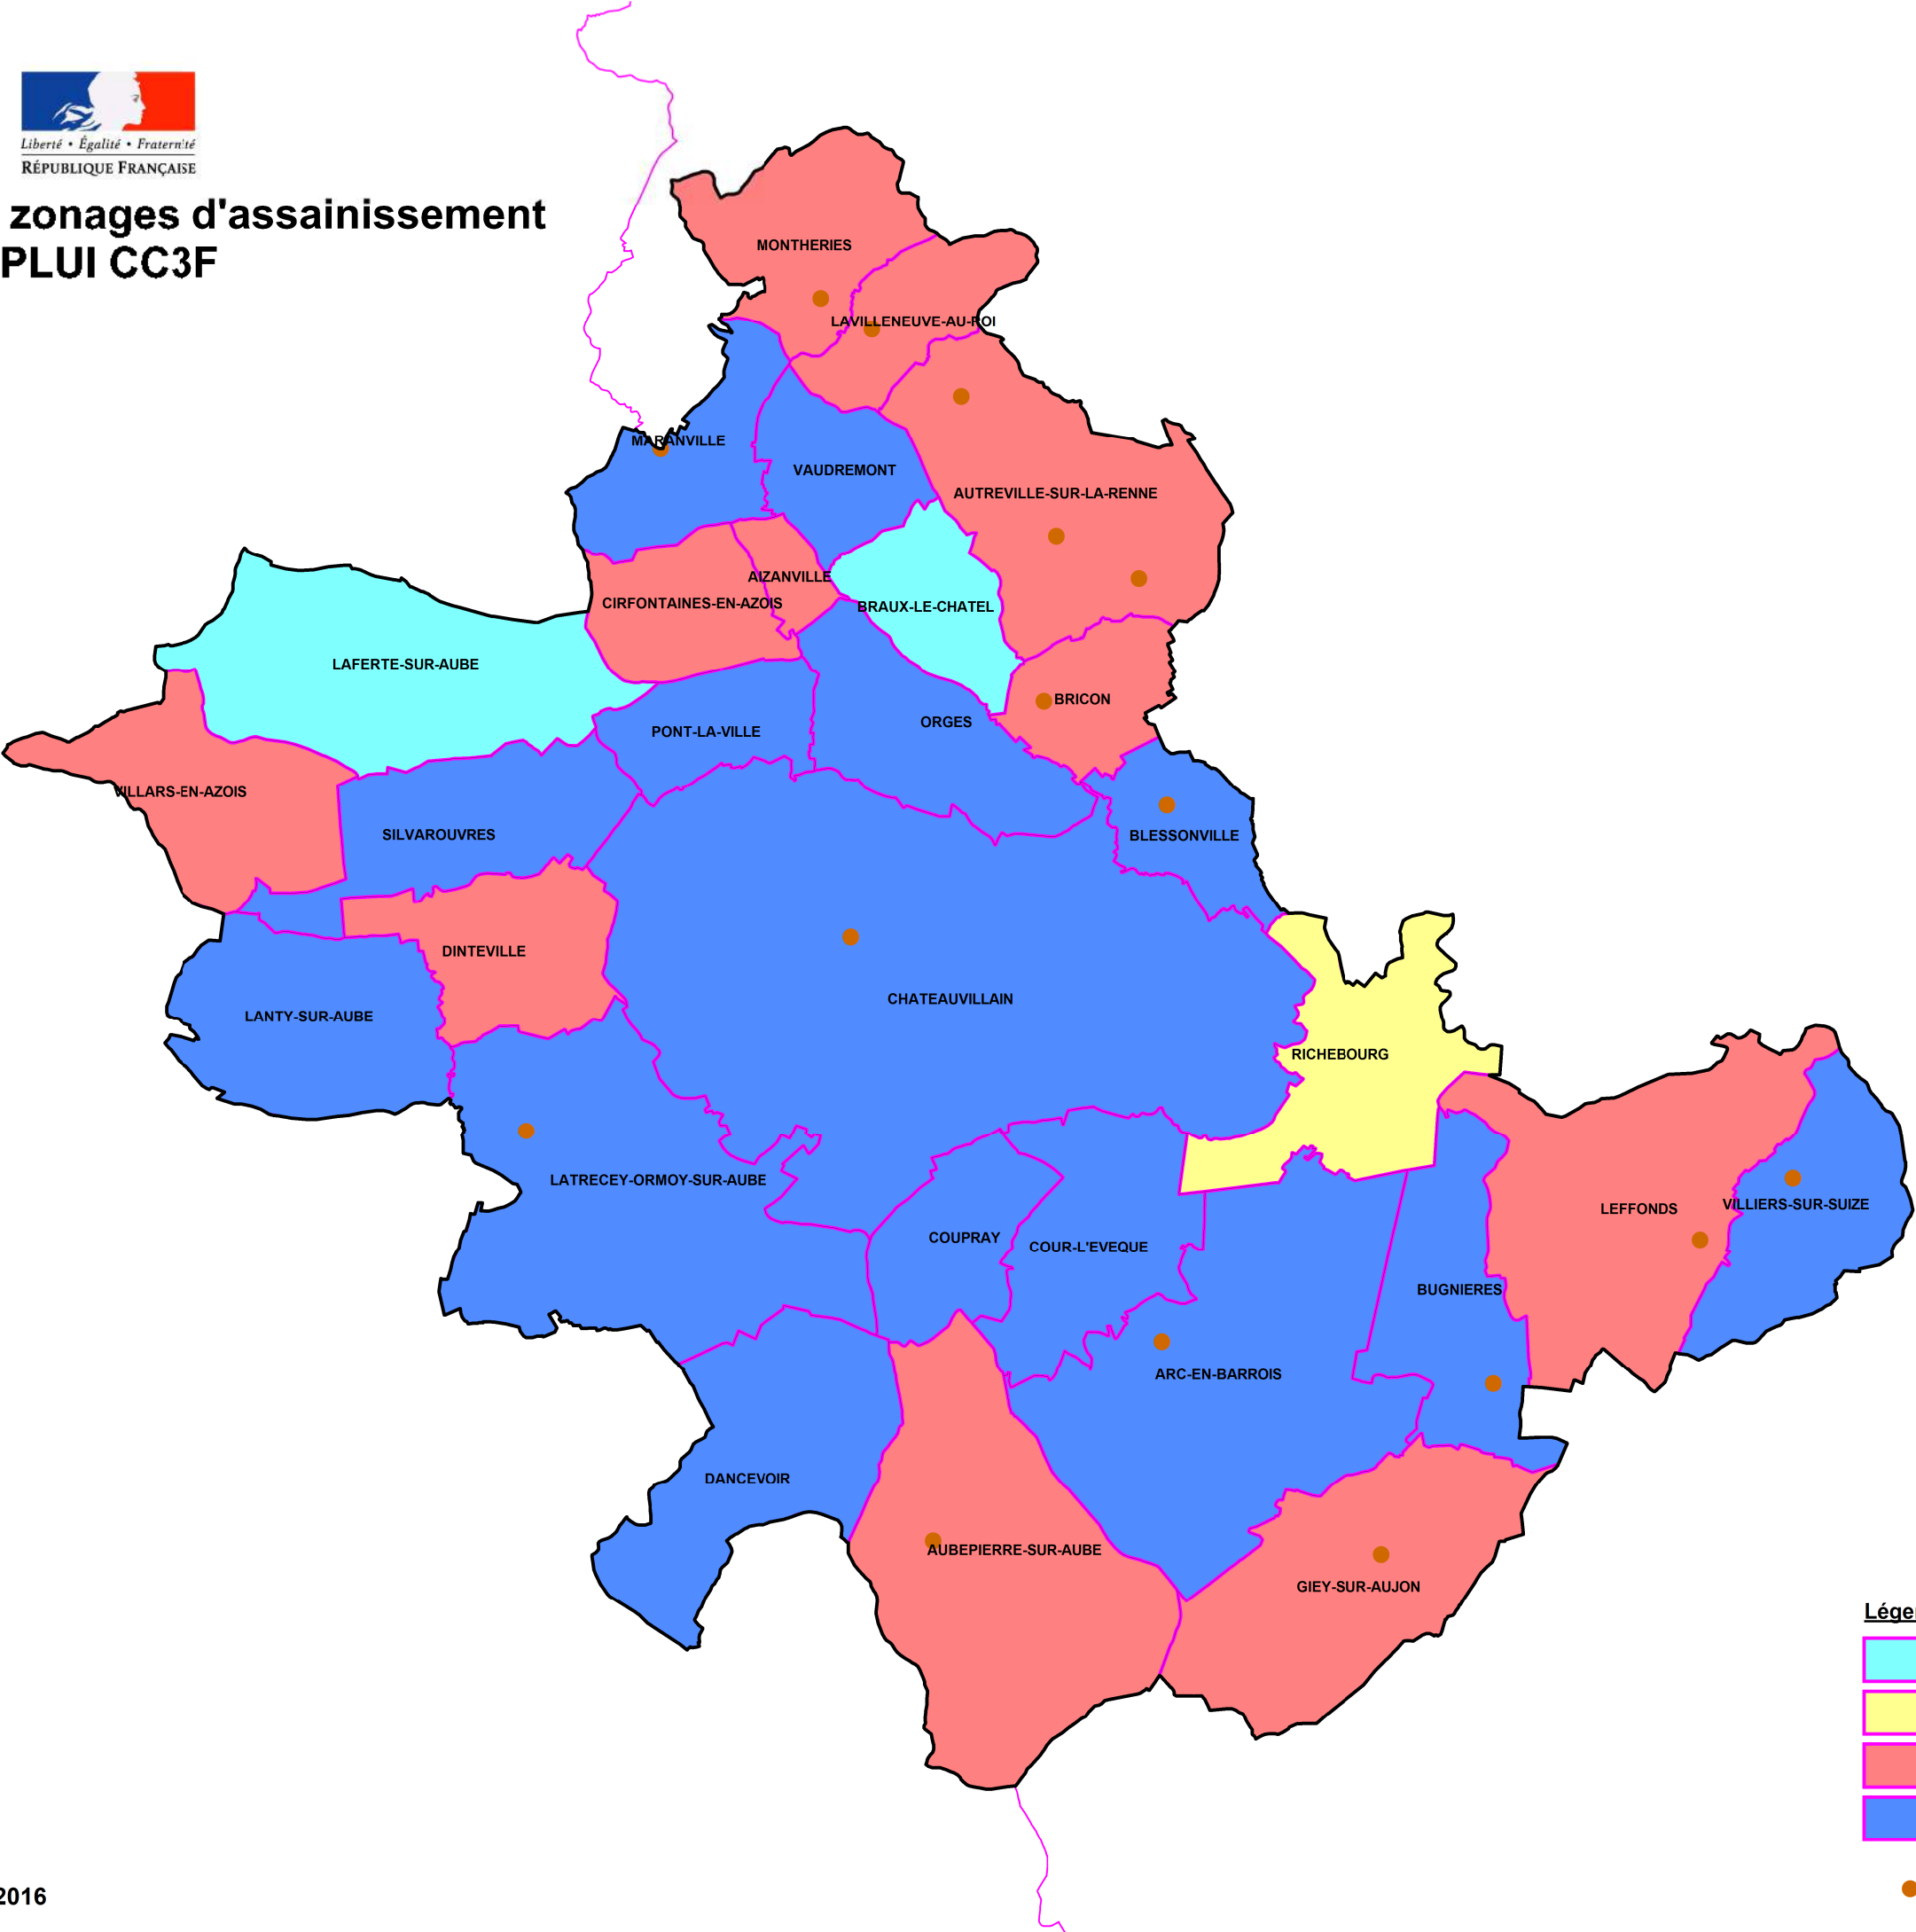 Liberté • Égalité • Fraternité
RÉPUBLIQUE FRANÇAISE
zonages d'assainissement
PLUI CC3F
MONTHERIES
LAVILLENEUVE-AU-ROI
MARANVILLE
VAUDREMONT
AUTREVILLE-SUR-LA-RENNE
AIZANVILLE
CIRFONTAINES-EN-AZOIS
BRAUX-LE-CHATEL
LAFERTE-SUR-AUBE
BRICON
ORGES
PONT-LA-VILLE
VILLARS-EN-AZOIS
SILVAROUVRES
BLESSONVILLE
DINTEVILLE
CHATEAUVILLAIN
LANTY-SUR-AUBE
RICHEBOURG
LATRECEY-ORMOY-SUR-AUBE
LEFFONDS
VILLIERS-SUR-SUIZE
COUPRAY
COUR-L'EVEQUE
BUGNIERES
ARC-EN-BARROIS
DANCEVOIR
AUBEPIERRE-SUR-AUBE
GIEY-SUR-AUJON
Lége
2016